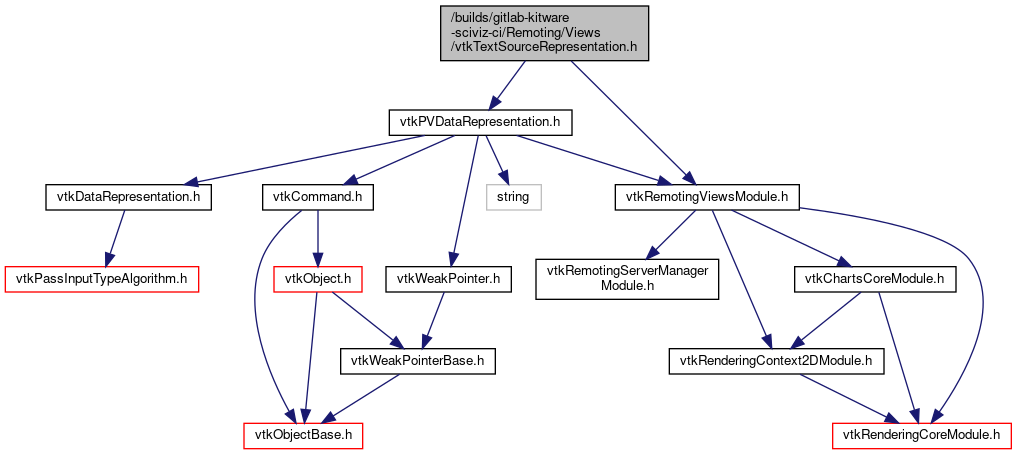 /builds/gitlab-kitware
-sciviz-ci/Remoting/Views
/vtkTextSourceRepresentation.h
vtkPVDataRepresentation.h
vtkDataRepresentation.h
vtkCommand.h
string
vtkRemotingViewsModule.h
vtkPassInputTypeAlgorithm.h
vtkObject.h
vtkWeakPointer.h
vtkRemotingServerManager
Module.h
vtkChartsCoreModule.h
vtkWeakPointerBase.h
vtkRenderingContext2DModule.h
vtkObjectBase.h
vtkRenderingCoreModule.h